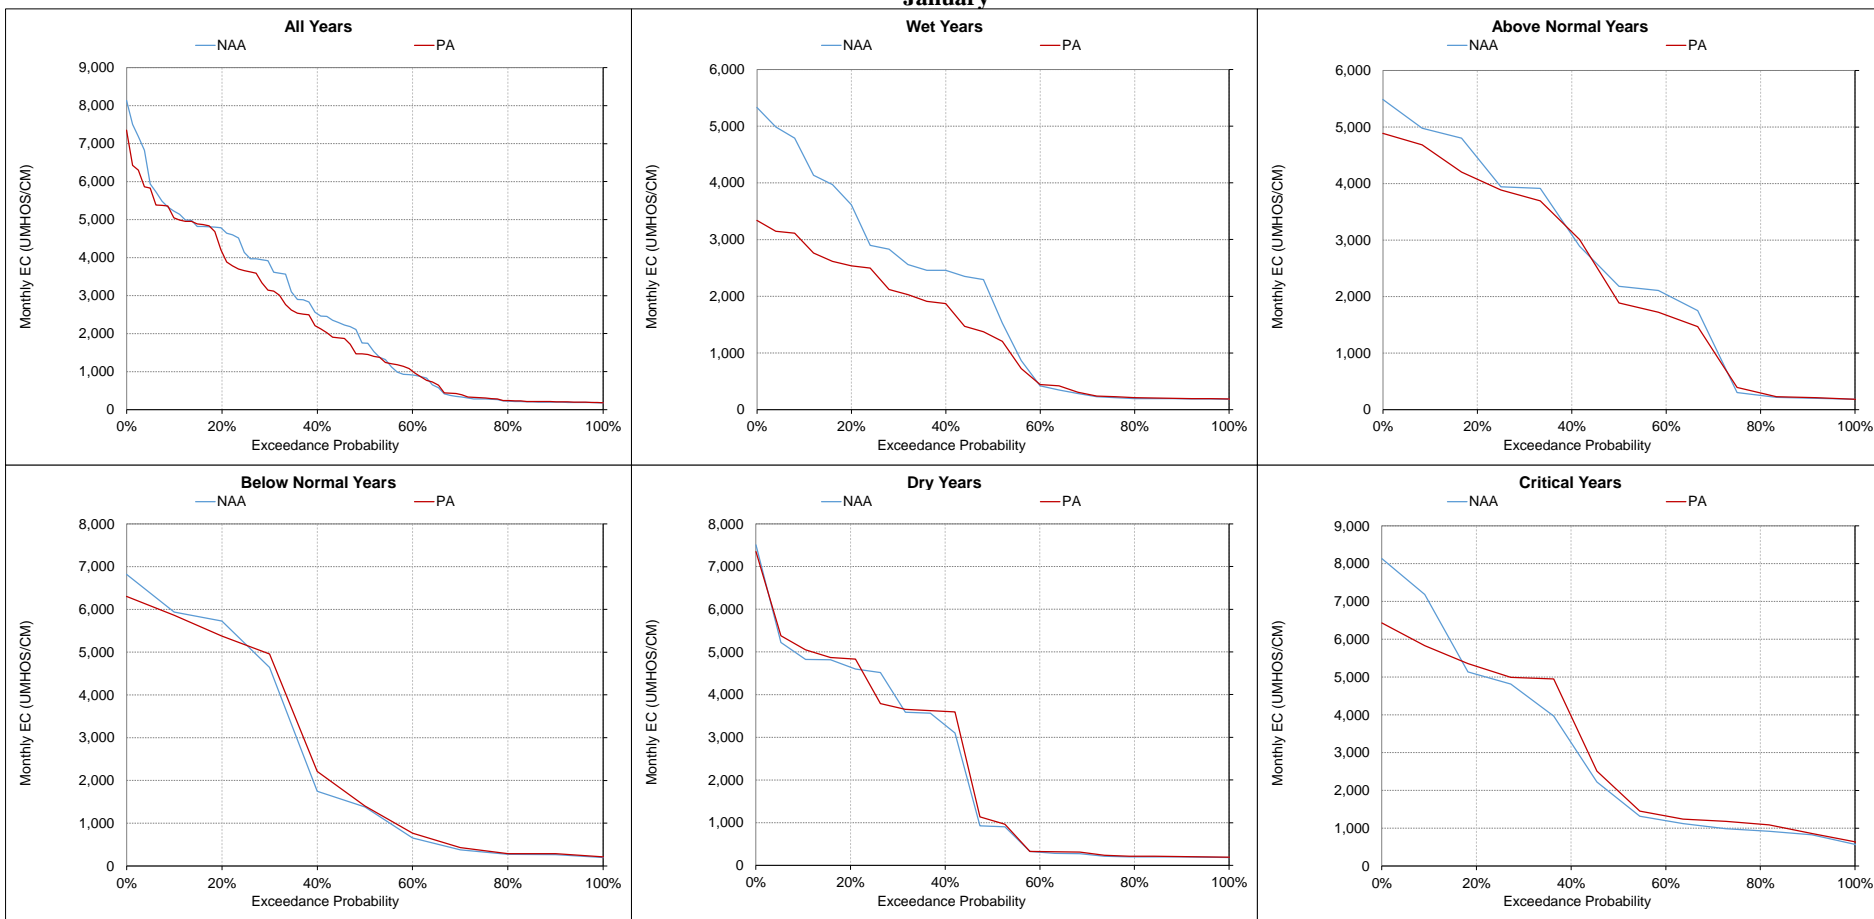 January
All Years
NAA PA
9,000
8,000
7,000
6,000
5,000
4,000
3,000
2,000
1,000
0
Monthly EC (UMHOS/CM)
0% 20% 40% 60% 80% 100%
Exceedance Probability
Wet Years
NAA PA
6,000
5,000
4,000
3,000
2,000
1,000
0
Monthly EC (UMHOS/CM)
0% 20% 40% 60% 80% 100%
Exceedance Probability
Above Normal Years
NAA PA
6,000
5,000
4,000
3,000
2,000
1,000
0
Monthly EC (UMHOS/CM)
0% 20% 40% 60% 80% 100%
Exceedance Probability
Below Normal Years
NAA PA
8,000
7,000
6,000
5,000
4,000
3,000
2,000
1,000
0
Monthly EC (UMHOS/CM)
0% 20% 40% 60% 80% 100%
Exceedance Probability
Dry Years
NAA PA
8,000
7,000
6,000
5,000
4,000
3,000
2,000
1,000
0
Monthly EC (UMHOS/CM)
0% 20% 40% 60% 80% 100%
Exceedance Probability
Critical Years
NAA PA
9,000
8,000
7,000
6,000
5,000
4,000
3,000
2,000
1,000
0
Monthly EC (UMHOS/CM)
0% 20% 40% 60% 80% 100%
Exceedance Probability